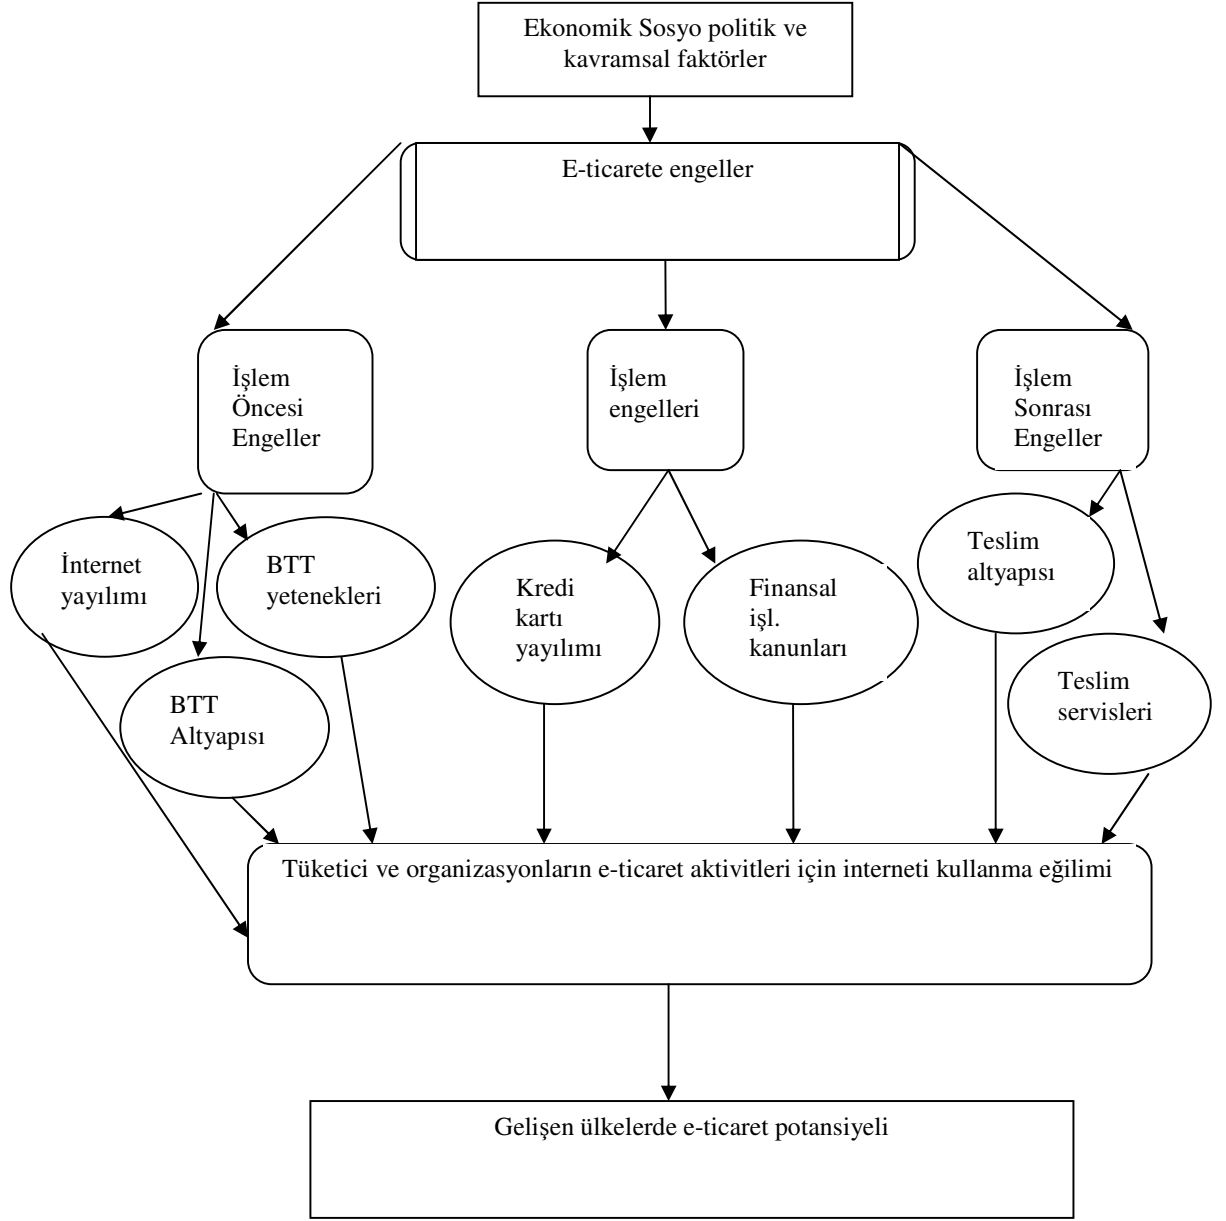 Ekonomik Sosyo politik ve
kavramsal faktörler
E-ticarete engeller
İşlem
Öncesi
Engeller
İşlem
engelleri
İşlem
Sonrası
Engeller
İnternet
yayılımı
BTT
yetenekleri
BTT
Altyapısı
Kredi
kartı
yayılımı
Finansal
işl.
kanunları
Teslim
altyapısı
Teslim
servisleri
Tüketici ve organizasyonların e-ticaret aktivitleri için interneti kullanma eğilimi
Gelişen ülkelerde e-ticaret potansiyeli